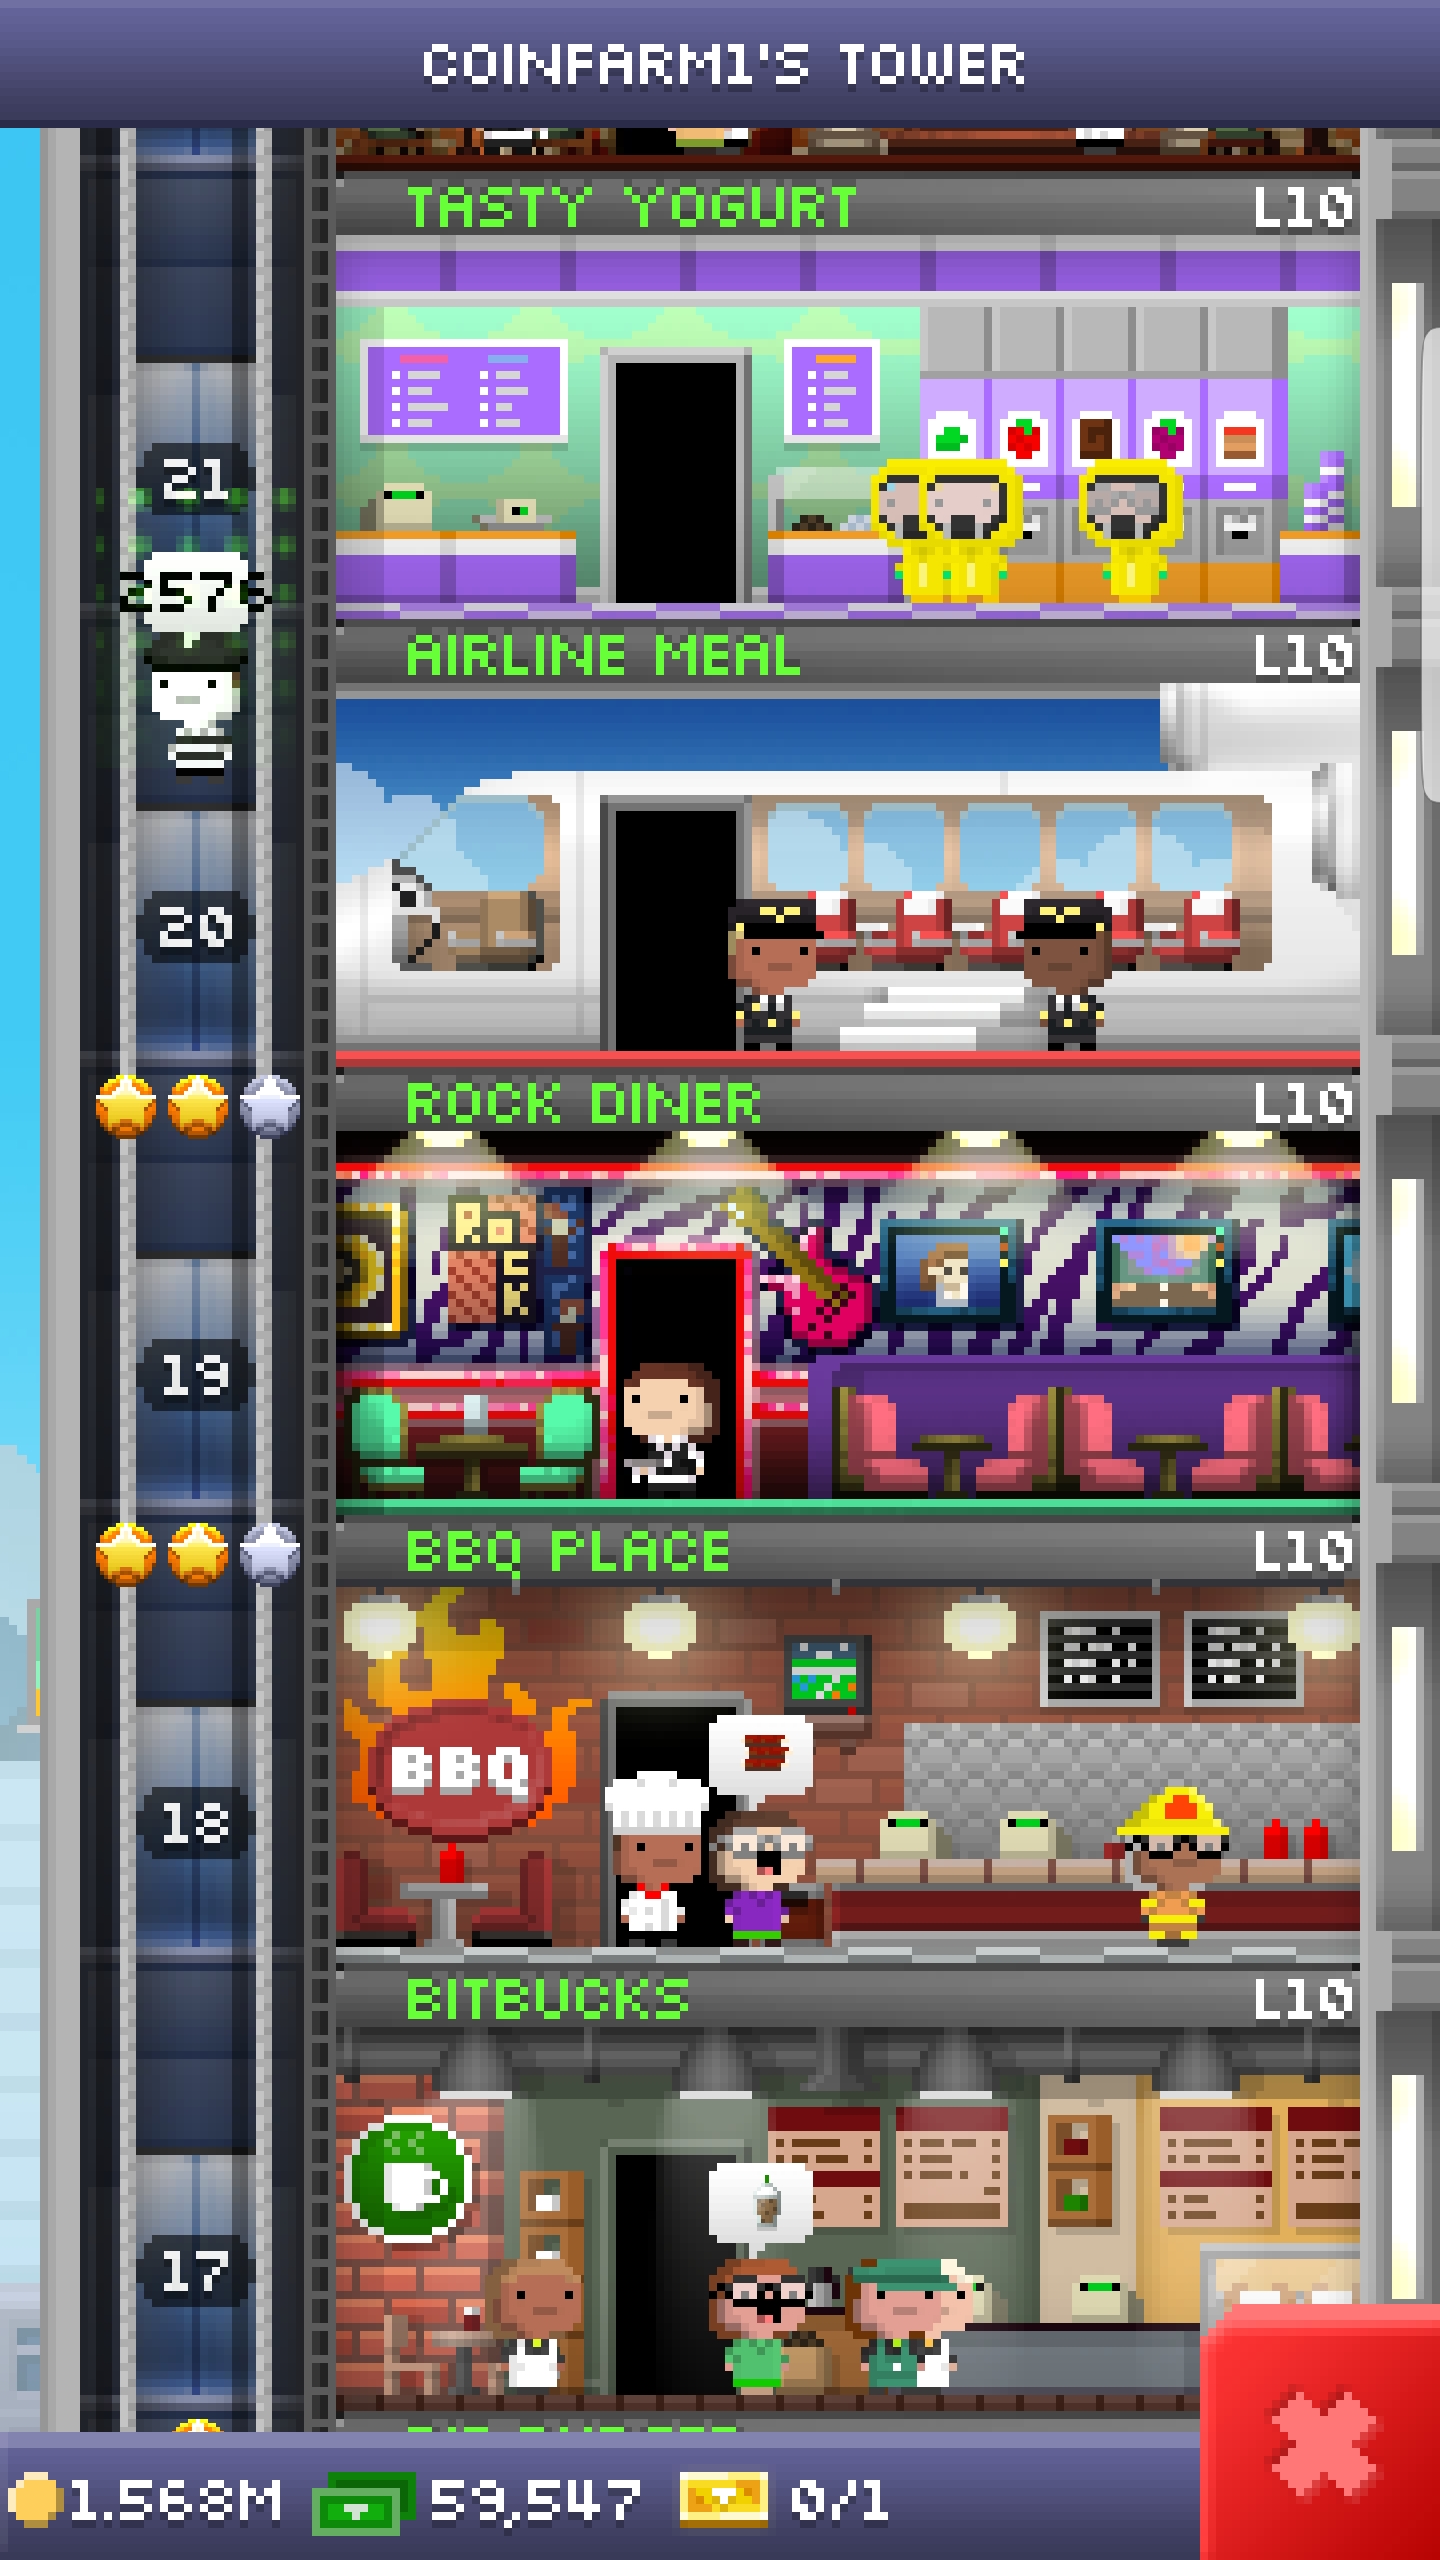 COINFARM1'S TOWER
TASTY YOGURT L10
21
AIRLINE MEAL L10
20
ROCK DINER L10
ROCK
19
BBQ PLACE L10
BBQ
18
BITBUCKS L10
17
1.568M 59,547 0/1